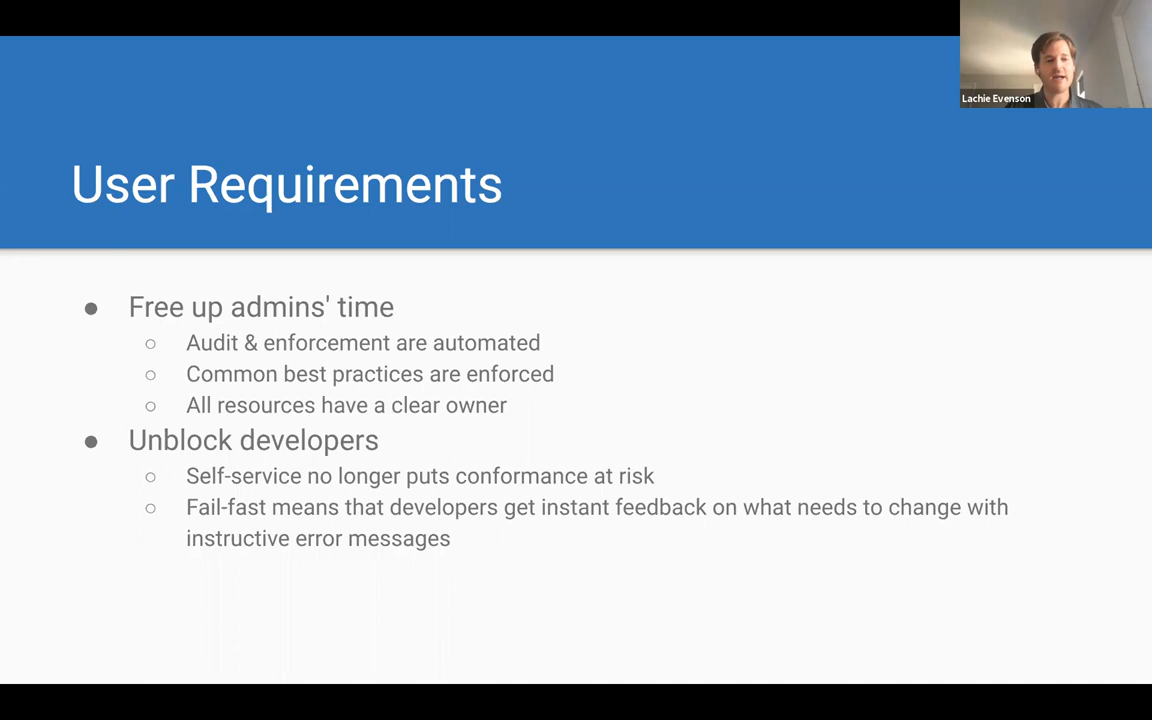 Lachie Evenson
User Requirements
● Free up admins' time
○ Audit & enforcement are automated
○ Common best practices are enforced
○ All resources have a clear owner
● Unblock developers
○ Self-service no longer puts conformance at risk
○ Fail-fast means that developers get instant feedback on what needs to change with
instructive error messages